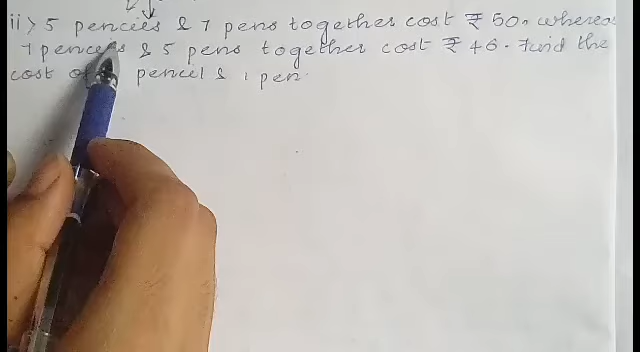 ii> 5 pencils & 7 pens together cost ₹ 50. whereas
7 pencils & 5 pens together cost ₹ 46. Find the
cost of pencil & 1 pen.